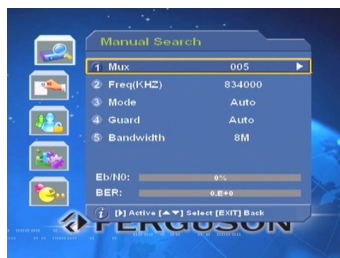 Manual Search
1 Mux 005
2 Freq(KHZ) 834000
3 Mode Auto
4 Guard Auto
5 Bandwidth 8M
Eb/N0: 0%
BER: 0.E+0
[▶] Active [▲▼] Select [EXIT] Back
FERGUSON